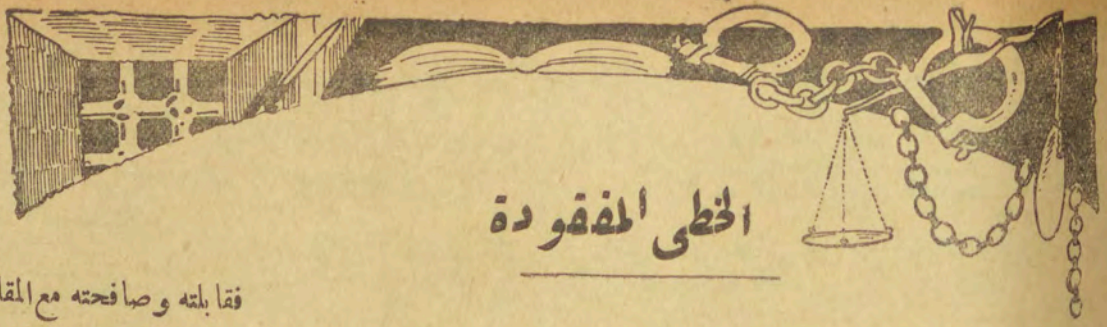 الخطى المفقودة
فقابلته وصافحته مع المقا